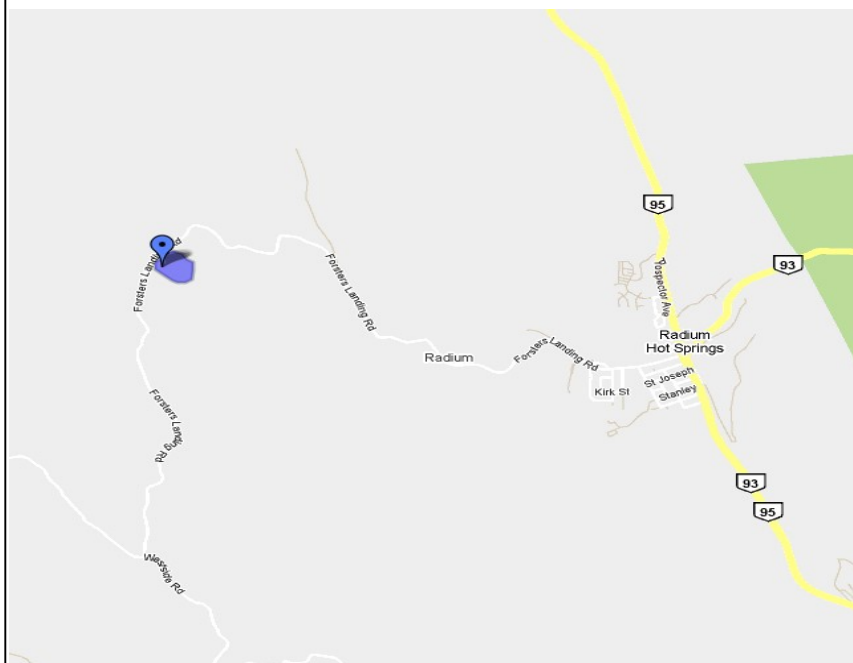 95
93
Prospector Ave
Forsters Landing Rd
Forsters Landing Rd
Radium
Hot Springs
Radium
Forsters Landing Rd
St Joseph
Kirk St
Stanley
Forsters Landing Rd
93
95
Westside Rd